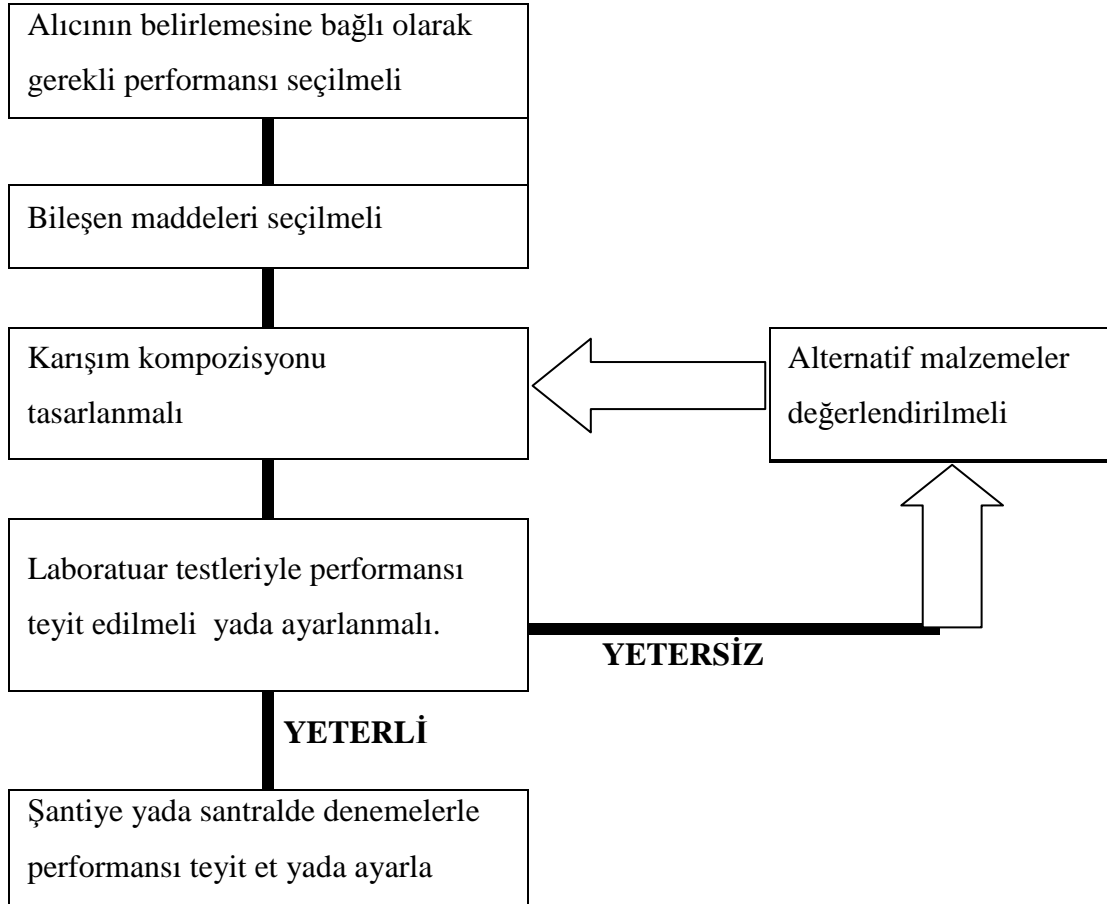 Alıcının belirlemesine bağlı olarak
gerekli performansı seçilmeli
Bileşen maddeleri seçilmeli
Karışım kompozisyonu
tasarlanmalı
Alternatif malzemeler
değerlendirilmeli
Laboratuar testleriyle performansı
teyit edilmeli  yada ayarlanmalı.
YETERSİZ
YETERLİ
Şantiye yada santralde denemelerle
performansı teyit et yada ayarla